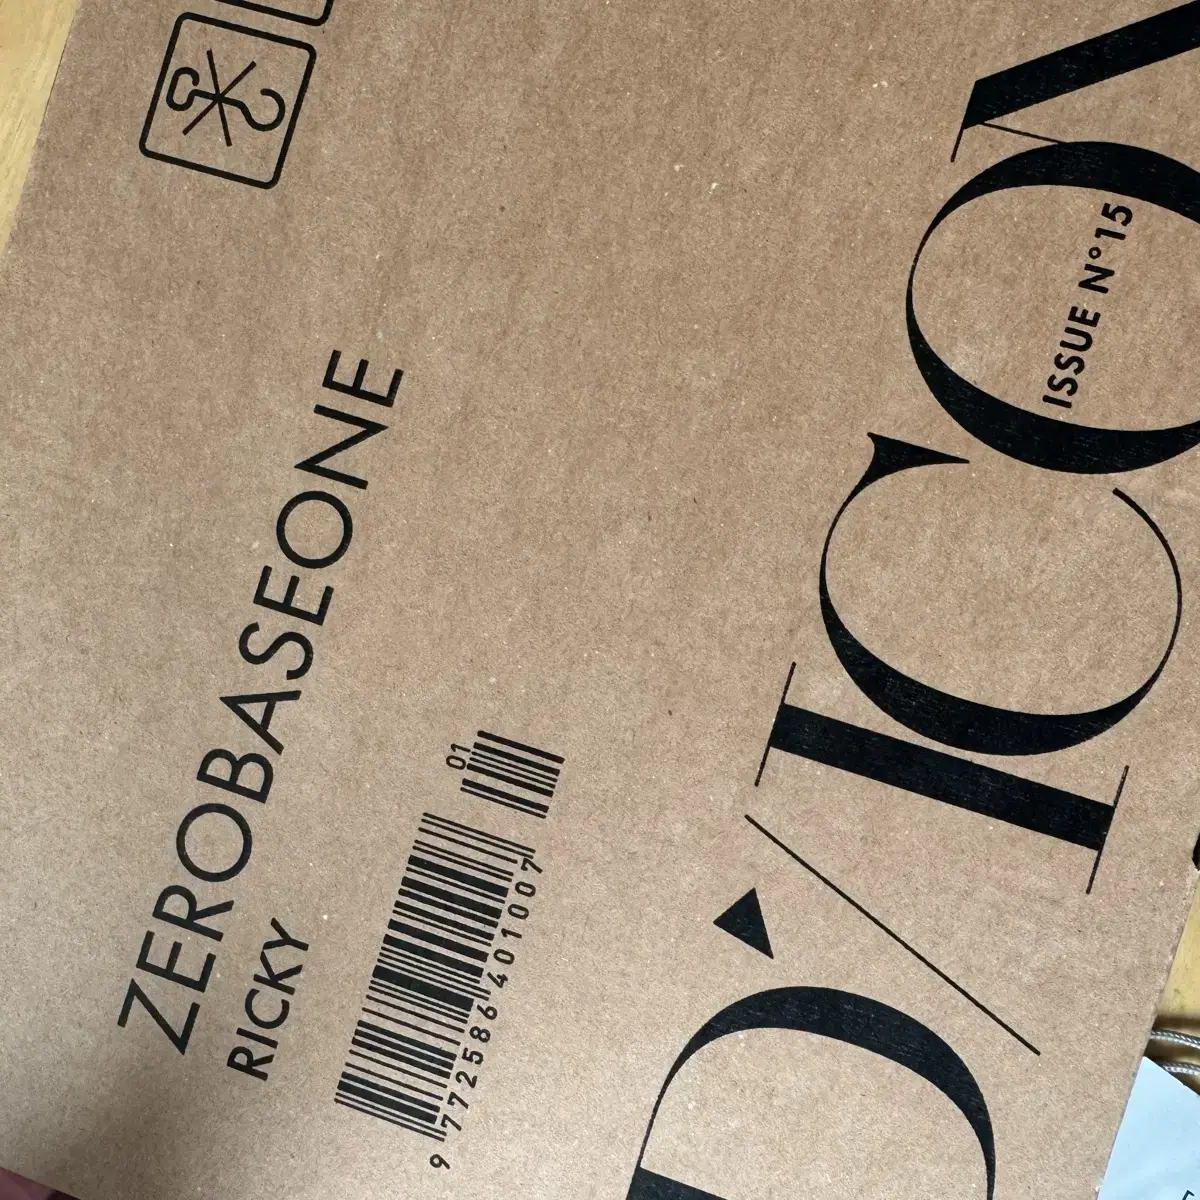 ZEROBASEONE
RICKY
01
9 772586 401007
D'/ICON
ISSUE N°15